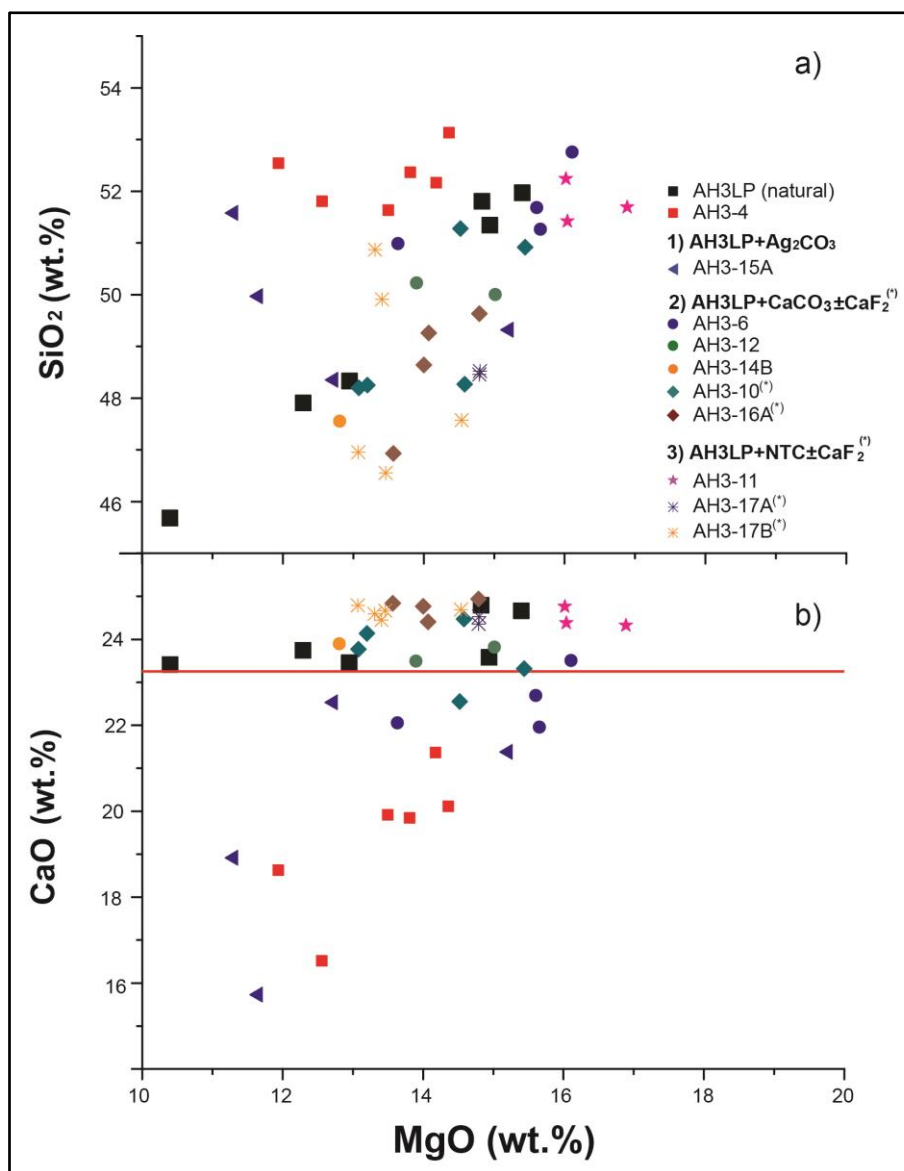 a)
54
52
50
48
46
SiO₂ (wt.%)
AH3LP (natural)
AH3-4
1) AH3LP+Ag₂CO₃
AH3-15A
2) AH3LP+CaCO₃±CaF₂(*)
AH3-6
AH3-12
AH3-14B
AH3-10(*)
AH3-16A(*)
3) AH3LP+NTC±CaF₂(*)
AH3-11
AH3-17A(*)
AH3-17B(*)
b)
24
22
20
18
16
CaO (wt.%)
10 12 14 16 18 20
MgO (wt.%)